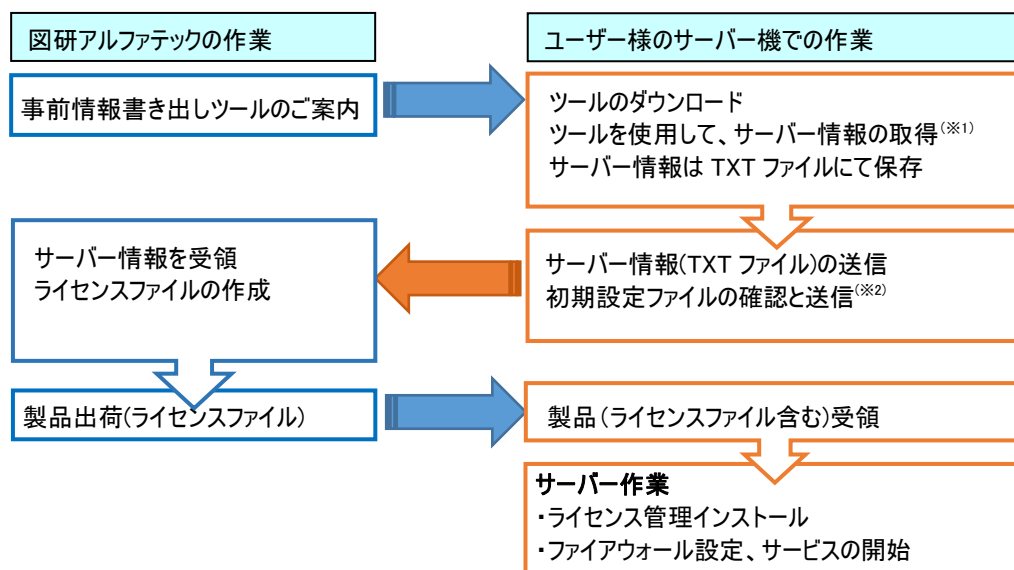 図研アルファテックの作業
ユーザー様のサーバー機での作業
事前情報書き出しツールのご案内
ツールのダウンロード
ツールを使用して、サーバー情報の取得(※1)
サーバー情報は TXT ファイルにて保存
サーバー情報(TXT ファイル)の送信
初期設定ファイルの確認と送信(※2)
サーバー情報を受領
ライセンスファイルの作成
製品出荷(ライセンスファイル)
製品(ライセンスファイル含む)受領
サーバー作業
・ライセンス管理インストール
・ファイアウォール設定、サービスの開始